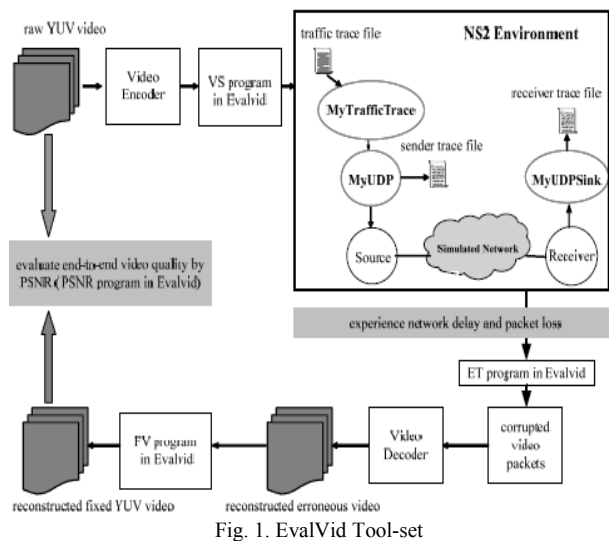 raw YUV video
Video
Encoder
VS program
in Evalvid
NS2 Environment
traffic trace file
MyTrafficTrace
receiver trace file
sender trace file
MyUDP
MyUDPSink
Source
Simulated Network
Receiver
evaluate end-to-end video quality by
PSNR ( PSNR program in Evalvid)
experience network delay and packet loss
ET program in Evalvid
corrupted
video
packets
Video
Decoder
FV program
in Evalvid
reconstructed fixed YUV video
reconstructed erroneous video
Fig. 1. EvalVid Tool-set